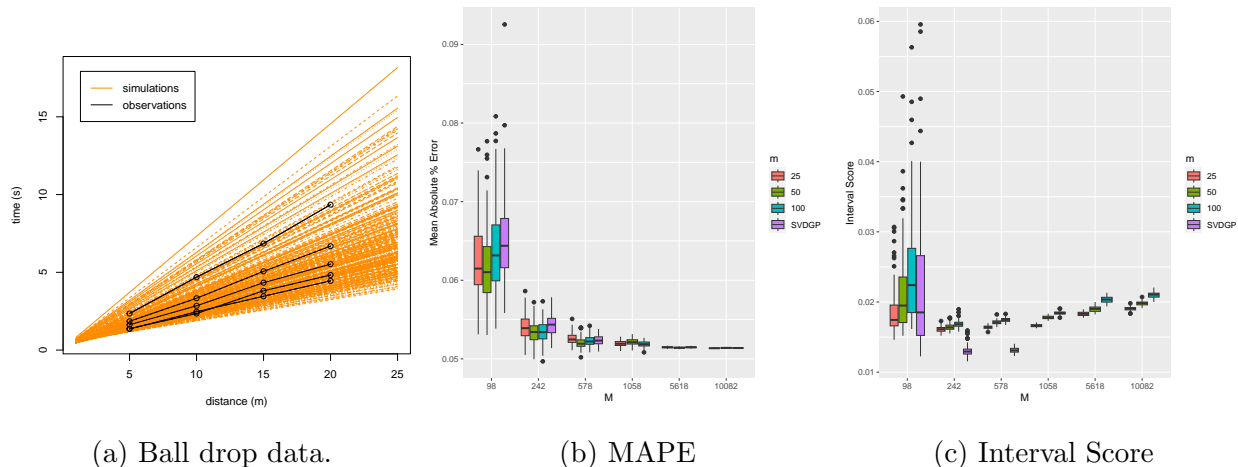 simulations
observations
time (s)
0
5
10
15
5
10
15
20
25
distance (m)
(a) Ball drop data.
Mean Absolute % Error
0.09
0.08
0.07
0.06
0.05
98
242
578
1058
5618
10082
M
m
25
50
100
SVDGP
(b) MAPE
Interval Score
0.06
0.05
0.04
0.03
0.02
0.01
98
242
578
1058
5618
10082
M
m
25
50
100
SVDGP
(c) Interval Score